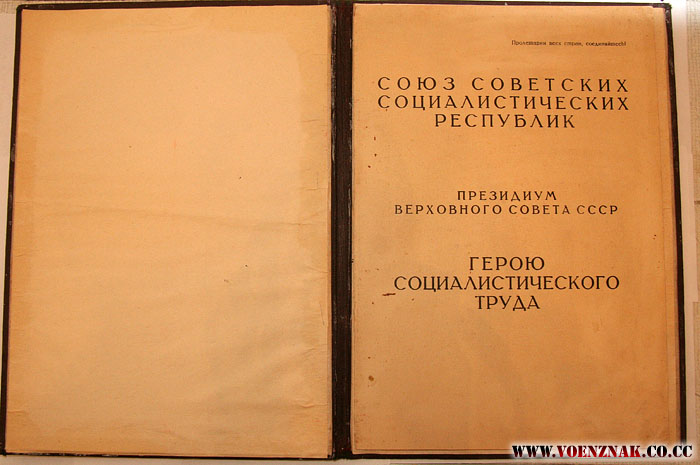 Пролетарии всех стран, соединяйтесь!
СОЮЗ СОВЕТСКИХ
СОЦИАЛИСТИЧЕСКИХ
РЕСПУБЛИК
ПРЕЗИДИУМ
ВЕРХОВНОГО СОВЕТА СССР
ГЕРОЮ
СОЦИАЛИСТИЧЕСКОГО
ТРУДА
WWW.VOENZNAK.CO.CC